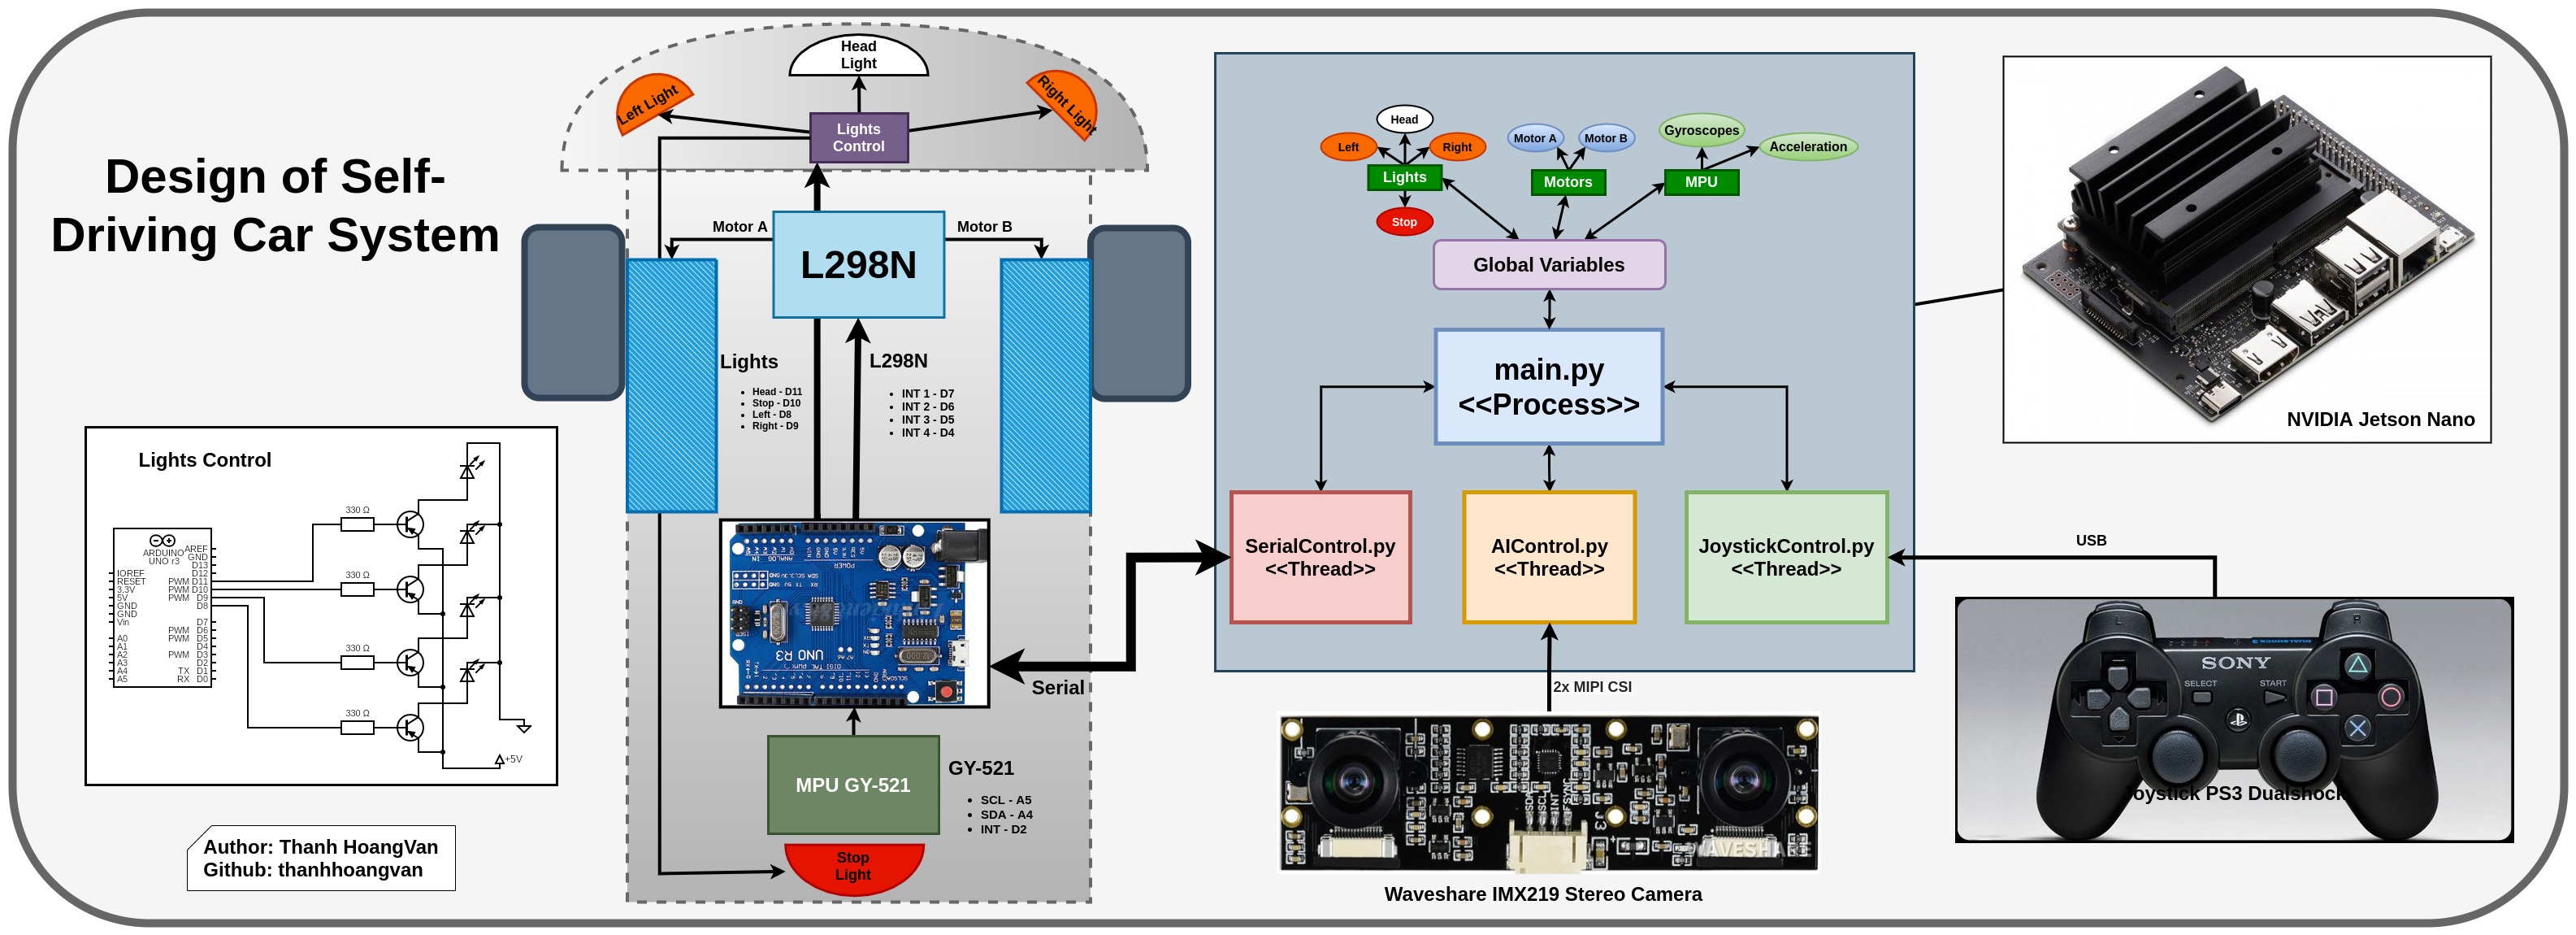 Design of Self-
Driving Car System
Head
Light
Left Light
Right Light
Lights
Control
Motor A
Motor B
L298N
Lights
Head - D11
Stop - D10
Left - D8
Right - D9
L298N
INT 1 - D7
INT 2 - D6
INT 3 - D5
INT 4 - D4
UNO R3
Serial
MPU GY-521
GY-521
SCL - A5
SDA - A4
INT - D2
Stop
Light
Lights Control
ARDUINO
UNO r3
IOREF
RESET
3.3V
5V
GND
GND
Vin
A0
A1
A2
A3
A4
A5
AREF
GND
D13
D12
PWM D11
PWM D10
PWM D9
D8
D7
PWM D6
PWM D5
D4
PWM D3
D2
TX D1
RX D0
330 Ω
330 Ω
330 Ω
330 Ω
+5V
Author: Thanh HoangVan
Github: thanhhoangvan
Head
Left
Right
Lights
Stop
Motor A
Motor B
Motors
Gyroscopes
Acceleration
MPU
Global Variables
main.py
<<Process>>
SerialControl.py
<<Thread>>
AIControl.py
<<Thread>>
JoystickControl.py
<<Thread>>
2x MIPI CSI
WAVESHARE
Waveshare IMX219 Stereo Camera
NVIDIA Jetson Nano
USB
SONY
SELECT
START
Joystick PS3 Dualshock